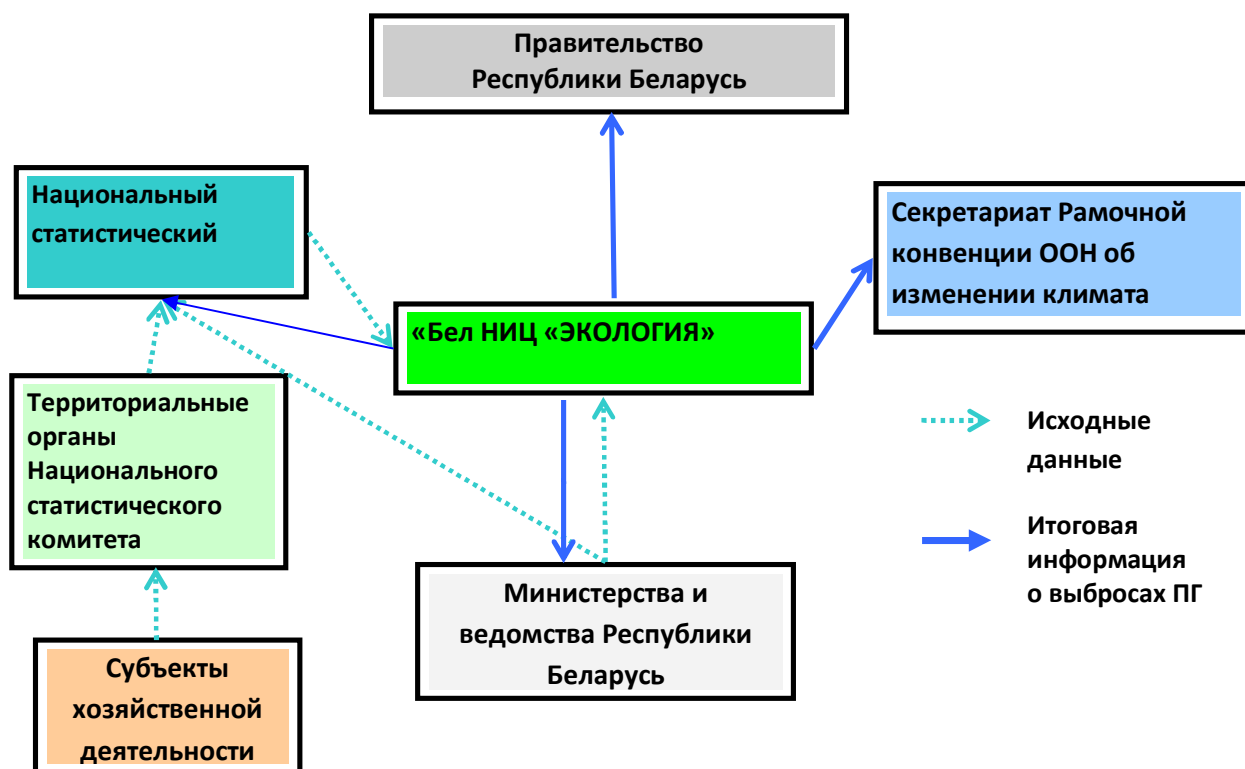 Правительство
Республики Беларусь
Национальный
статистический
Секретариат Рамочной
конвенции ООН об
изменении климата
«Бел НИЦ «ЭКОЛОГИЯ»
Территориальные
органы
Национального
статистического
комитета
Исходные
данные
Итоговая
информация
о выбросах ПГ
Министерства и
ведомства Республики
Беларусь
Субъекты
хозяйственной
деятельности